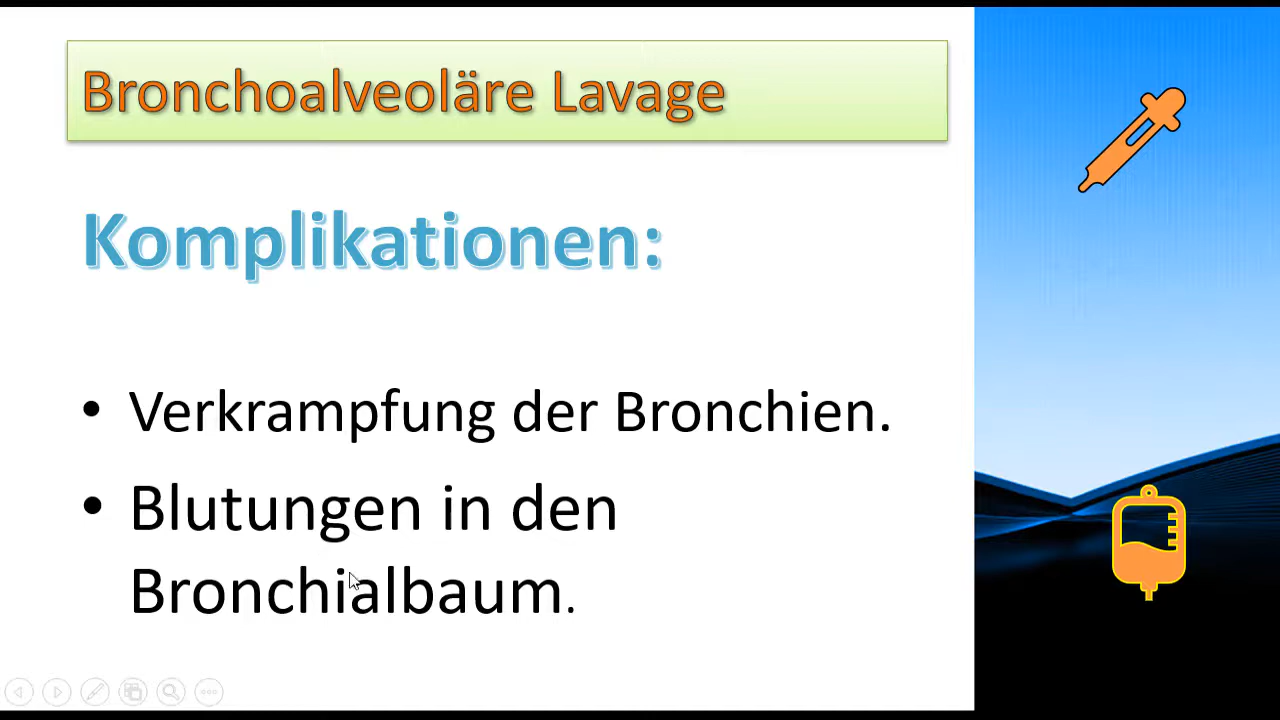 Bronchoalveoläre Lavage
Komplikationen:
• Verkrampfung der Bronchien.
• Blutungen in den
Bronchialbaum.